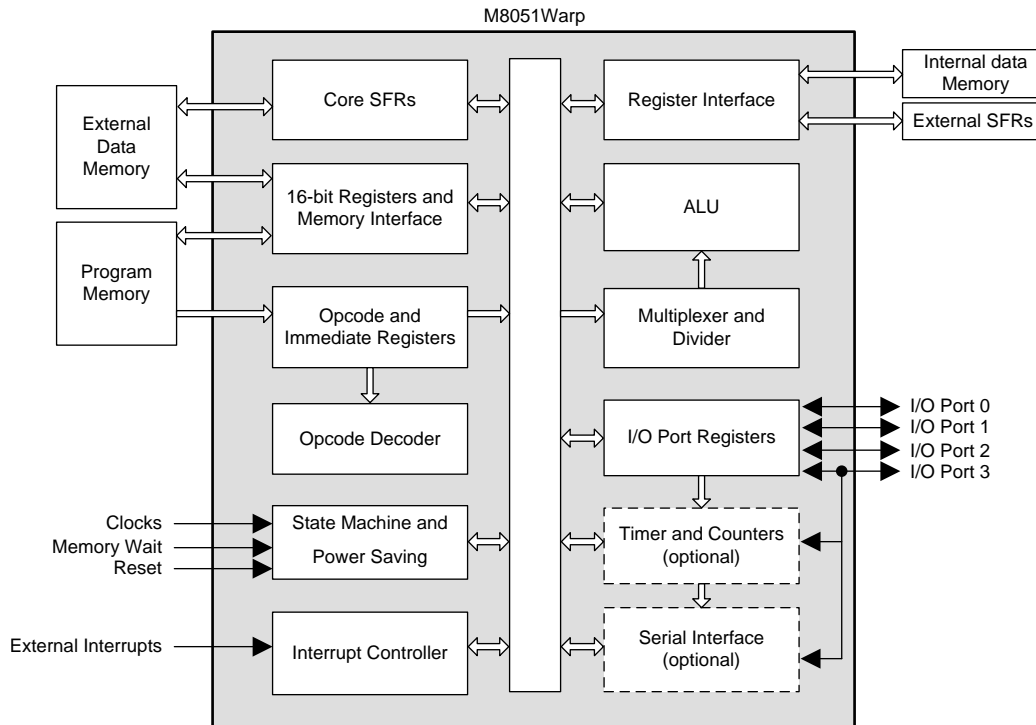 M8051Warp
External
Data
Memory
Program
Memory
Core SFRs
16-bit Registers and
Memory Interface
Opcode and
Immediate Registers
Opcode Decoder
Clocks
Memory Wait
Reset
State Machine and
Power Saving
External Interrupts
Interrupt Controller
Register Interface
Internal data
Memory
External SFRs
ALU
Multiplexer and
Divider
I/O Port Registers
I/O Port 0
I/O Port 1
I/O Port 2
I/O Port 3
Timer and Counters
(optional)
Serial Interface
(optional)